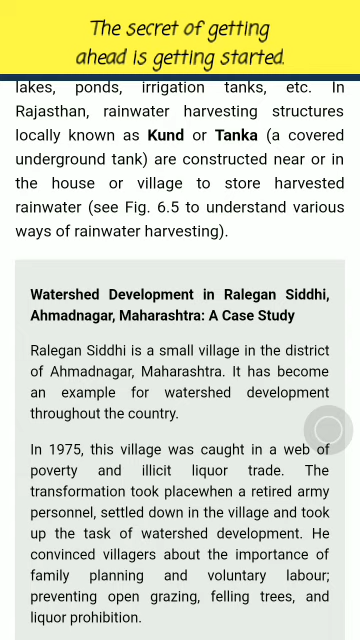 The secret of getting
ahead is getting started.
lakes, ponds, irrigation tanks, etc. In
Rajasthan, rainwater harvesting structures
locally known as Kund or Tanka (a covered
underground tank) are constructed near or in
the house or village to store harvested
rainwater (see Fig. 6.5 to understand various
ways of rainwater harvesting).
Watershed Development in Ralegan Siddhi,
Ahmadnagar, Maharashtra: A Case Study
Ralegan Siddhi is a small village in the district
of Ahmadnagar, Maharashtra. It has become
an example for watershed development
throughout the country.
In 1975, this village was caught in a web of
poverty and illicit liquor trade. The
transformation took placewhen a retired army
personnel, settled down in the village and took
up the task of watershed development. He
convinced villagers about the importance of
family planning and voluntary labour;
preventing open grazing, felling trees, and
liquor prohibition.